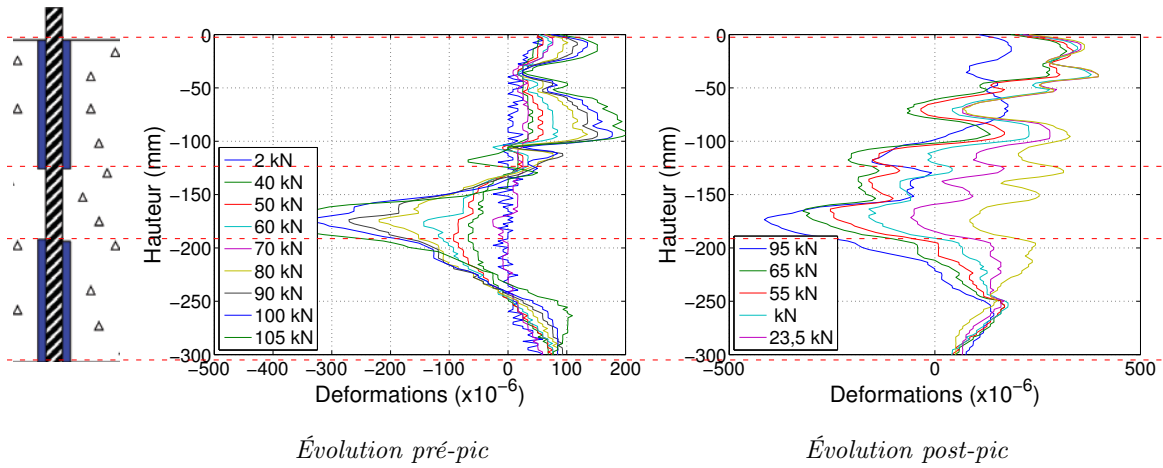 0
−50
−100
−150
−200
−250
−300
Hauteur (mm)
2 kN
40 kN
50 kN
60 kN
70 kN
80 kN
90 kN
100 kN
105 kN
−500 −400 −300 −200 −100 0 100 200
Deformations (x10⁻⁶)
Évolution pré-pic
0
−50
−100
−150
−200
−250
−300
Hauteur (mm)
95 kN
65 kN
55 kN
kN
23,5 kN
−500 0 500
Deformations (x10⁻⁶)
Évolution post-pic